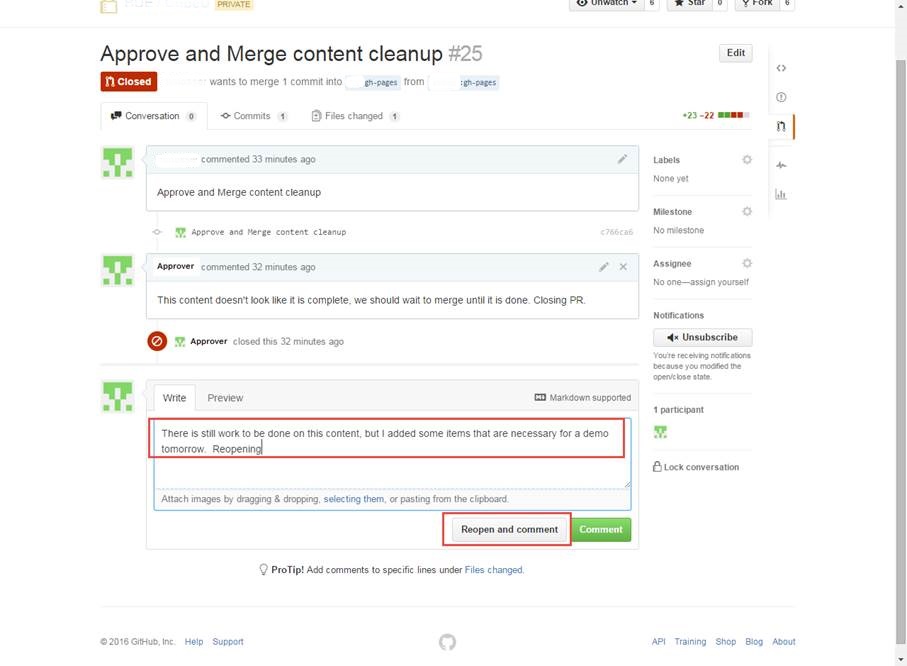 PRIVATE
Unwatch 6 Star 0 Fork 6
Approve and Merge content cleanup #25
Edit
Closed wants to merge 1 commit into gh-pages from :gh-pages
Conversation 0 Commits 1 Files changed 1 +23 −22
commented 33 minutes ago
Approve and Merge content cleanup
Approve and Merge content cleanup c766ca6
Approver commented 32 minutes ago
This content doesn't look like it is complete, we should wait to merge until it is done. Closing PR.
Approver closed this 32 minutes ago
Write Preview Markdown supported
There is still work to be done on this content, but I added some items that are necessary for a demo
tomorrow. Reopening
Attach images by dragging & dropping, selecting them, or pasting from the clipboard.
Reopen and comment Comment
ProTip! Add comments to specific lines under Files changed.
Labels
None yet
Milestone
No milestone
Assignee
No one—assign yourself
Notifications
Unsubscribe
You're receiving notifications
because you modified the
open/close state.
1 participant
Lock conversation
© 2016 GitHub, Inc. Help Support
API Training Shop Blog About